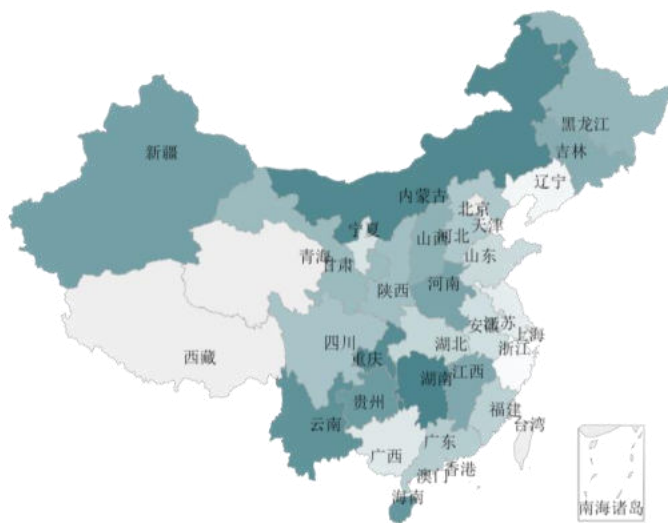 黑龙江
新疆
吉林
辽宁
内蒙古
北京
天津
宁夏
山西
河北
青海
甘肃
山东
陕西
河南
安徽
江苏
上海
四川
湖北
浙江
西藏
重庆
湖南
江西
贵州
福建
云南
台湾
广东
广西
香港
澳门
海南
南海诸岛